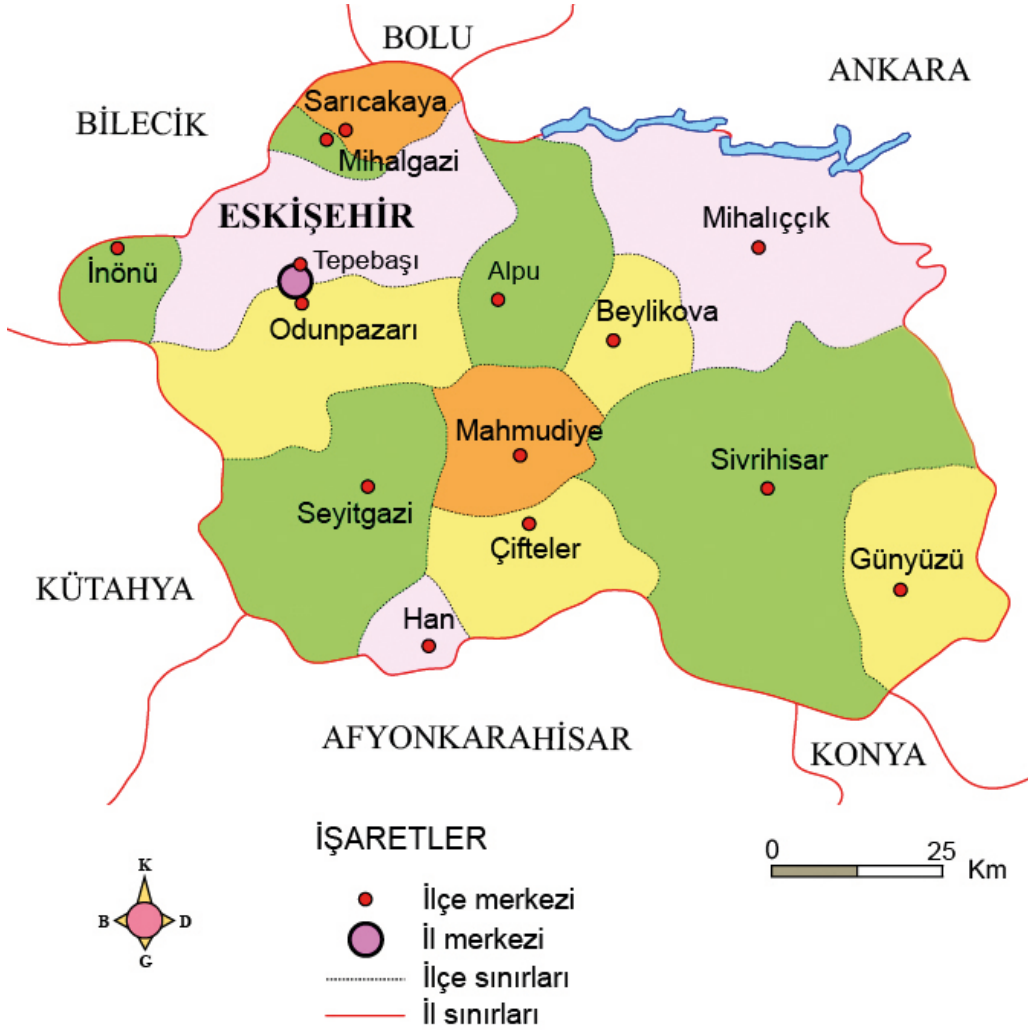 BOLU
ANKARA
BİLECİK
Sarıcakaya
Mihalgazi
ESKİŞEHİR
Mihalıççık
İnönü
Tepebaşı
Alpu
Odunpazarı
Beylikova
Mahmudiye
Sivrihisar
Seyitgazi
Çifteler
Günyüzü
KÜTAHYA
Han
AFYONKARAHİSAR
KONYA
İŞARETLER
İlçe merkezi
İl merkezi
İlçe sınırları
İl sınırları
K
B D
G
0 25
Km